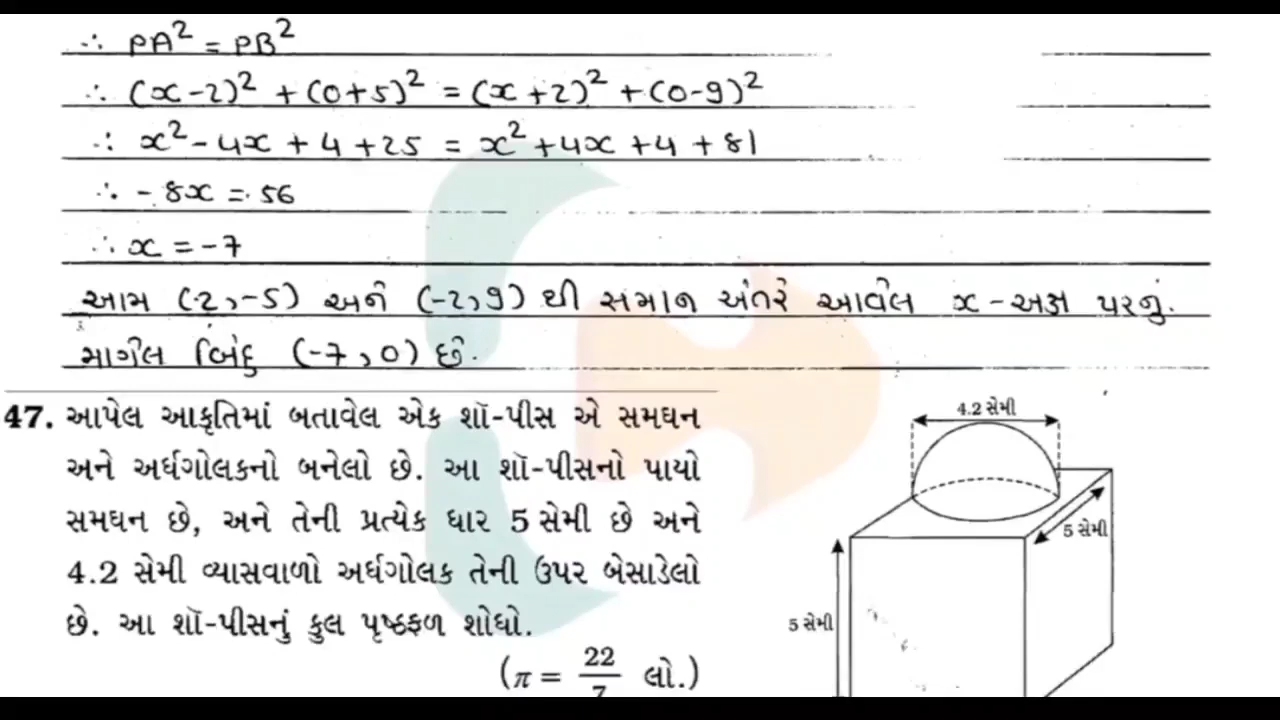 ∴ PA² = PB²
∴ (x-2)² + (0+5)² = (x+2)² + (0-9)²
∴ x² - 4x + 4 + 25 = x² + 4x + 4 + 81
∴ - 8x = 56
∴ x = -7
આમ (2,-5) અને (-2,9) થી સમાન અંતરે આવેલ x-અક્ષ પરનું
માગેલ બિંદુ (-7,0) છે.
47. આપેલ આકૃતિમાં બતાવેલ એક શૉ-પીસ એ સમઘન
અને અર્ધગોલકનો બનેલો છે. આ શૉ-પીસનો પાયો
સમઘન છે, અને તેની પ્રત્યેક ધાર 5 સેમી છે અને
4.2 સેમી વ્યાસવાળો અર્ધગોલક તેની ઉપર બેસાડેલો
છે. આ શૉ-પીસનું કુલ પૃષ્ઠફળ શોધો.
(π = 22/7 લો.)
4.2 સેમી
5 સેમી
5 સેમી